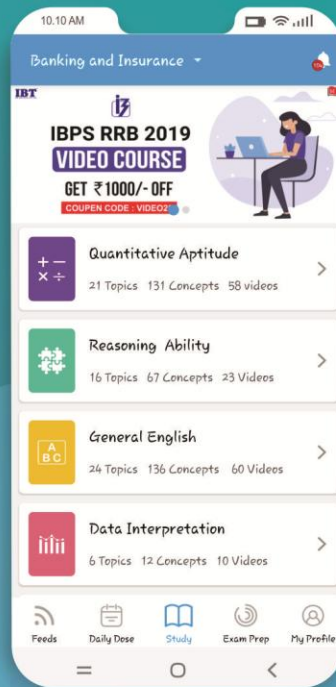 10.10 AM
Banking and Insurance
IBT
IBPS RRB 2019
VIDEO COURSE
GET ₹1000/- OFF
COUPEN CODE : VIDEO2
Quantitative Aptitude
21 Topics 131 Concepts 58 videos
Reasoning Ability
16 Topics 67 Concepts 23 Videos
A
B C
General English
24 Topics 136 Concepts 60 Videos
Data Interpretation
6 Topics 12 Concepts 10 Videos
Feeds Daily Dose Study Exam Prep My Profile